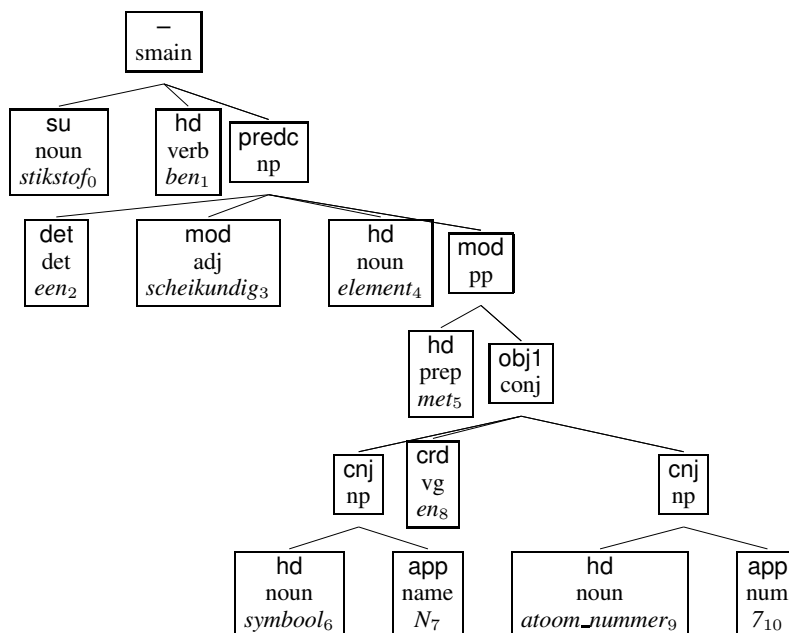 –
smain
su
noun
stikstof0
hd
verb
ben1
predc
np
det
det
een2
mod
adj
scheikundig3
hd
noun
element4
mod
pp
hd
prep
met5
obj1
conj
cnj
np
crd
vg
en8
cnj
np
hd
noun
symbool6
app
name
N7
hd
noun
atoom_nummer9
app
num
710